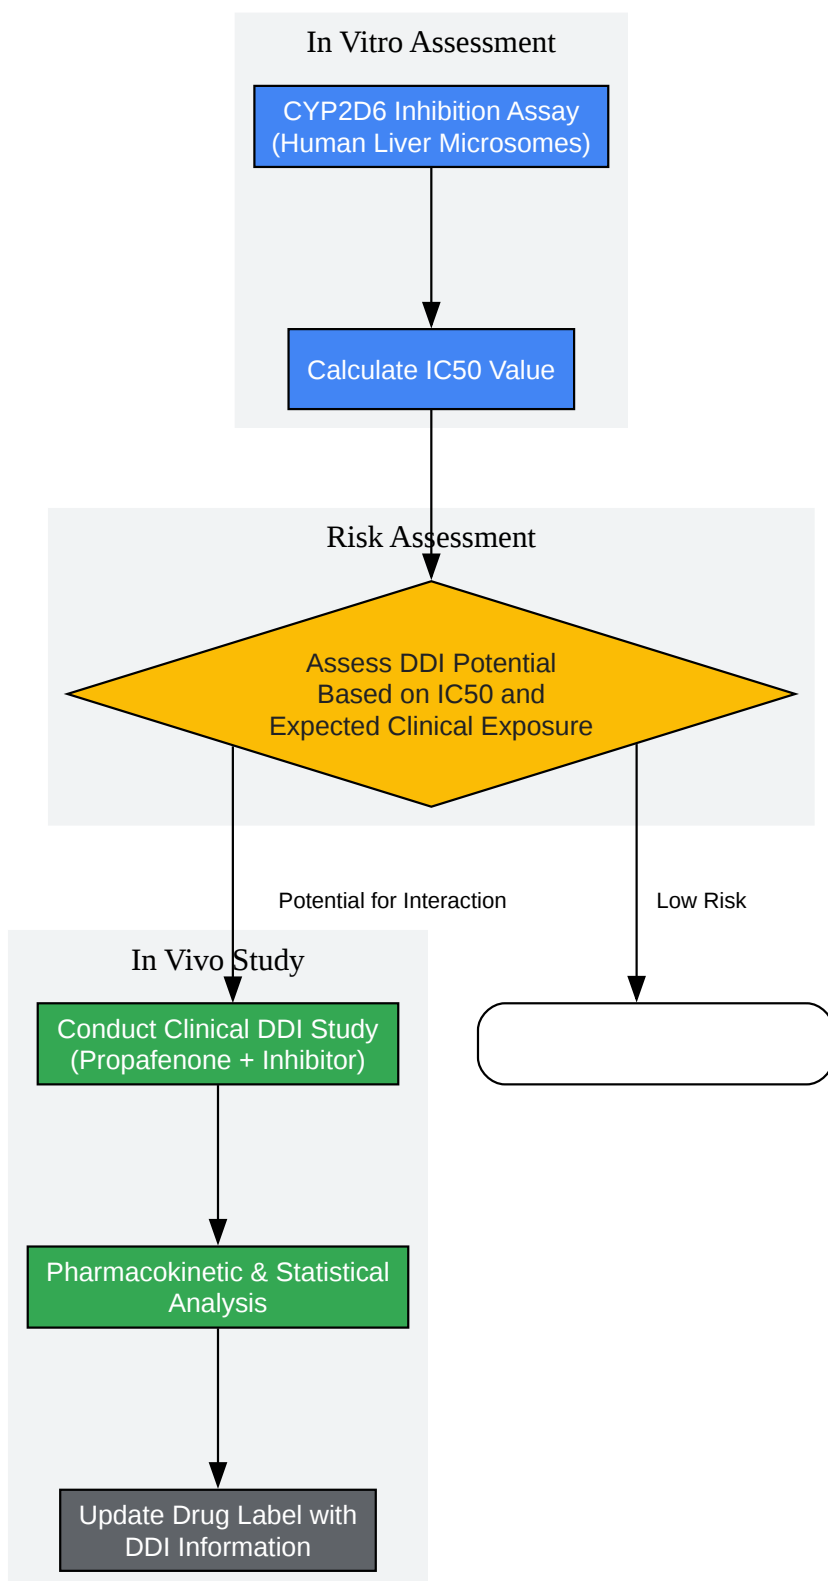 In Vitro Assessment
CYP2D6 Inhibition Assay
(Human Liver Microsomes)
Calculate IC50 Value
Risk Assessment
Assess DDI Potential
Based on IC50 and
Expected Clinical Exposure
Potential for Interaction
Low Risk
In Vivo Study
Conduct Clinical DDI Study
(Propafenone + Inhibitor)
Pharmacokinetic & Statistical
Analysis
Update Drug Label with
DDI Information